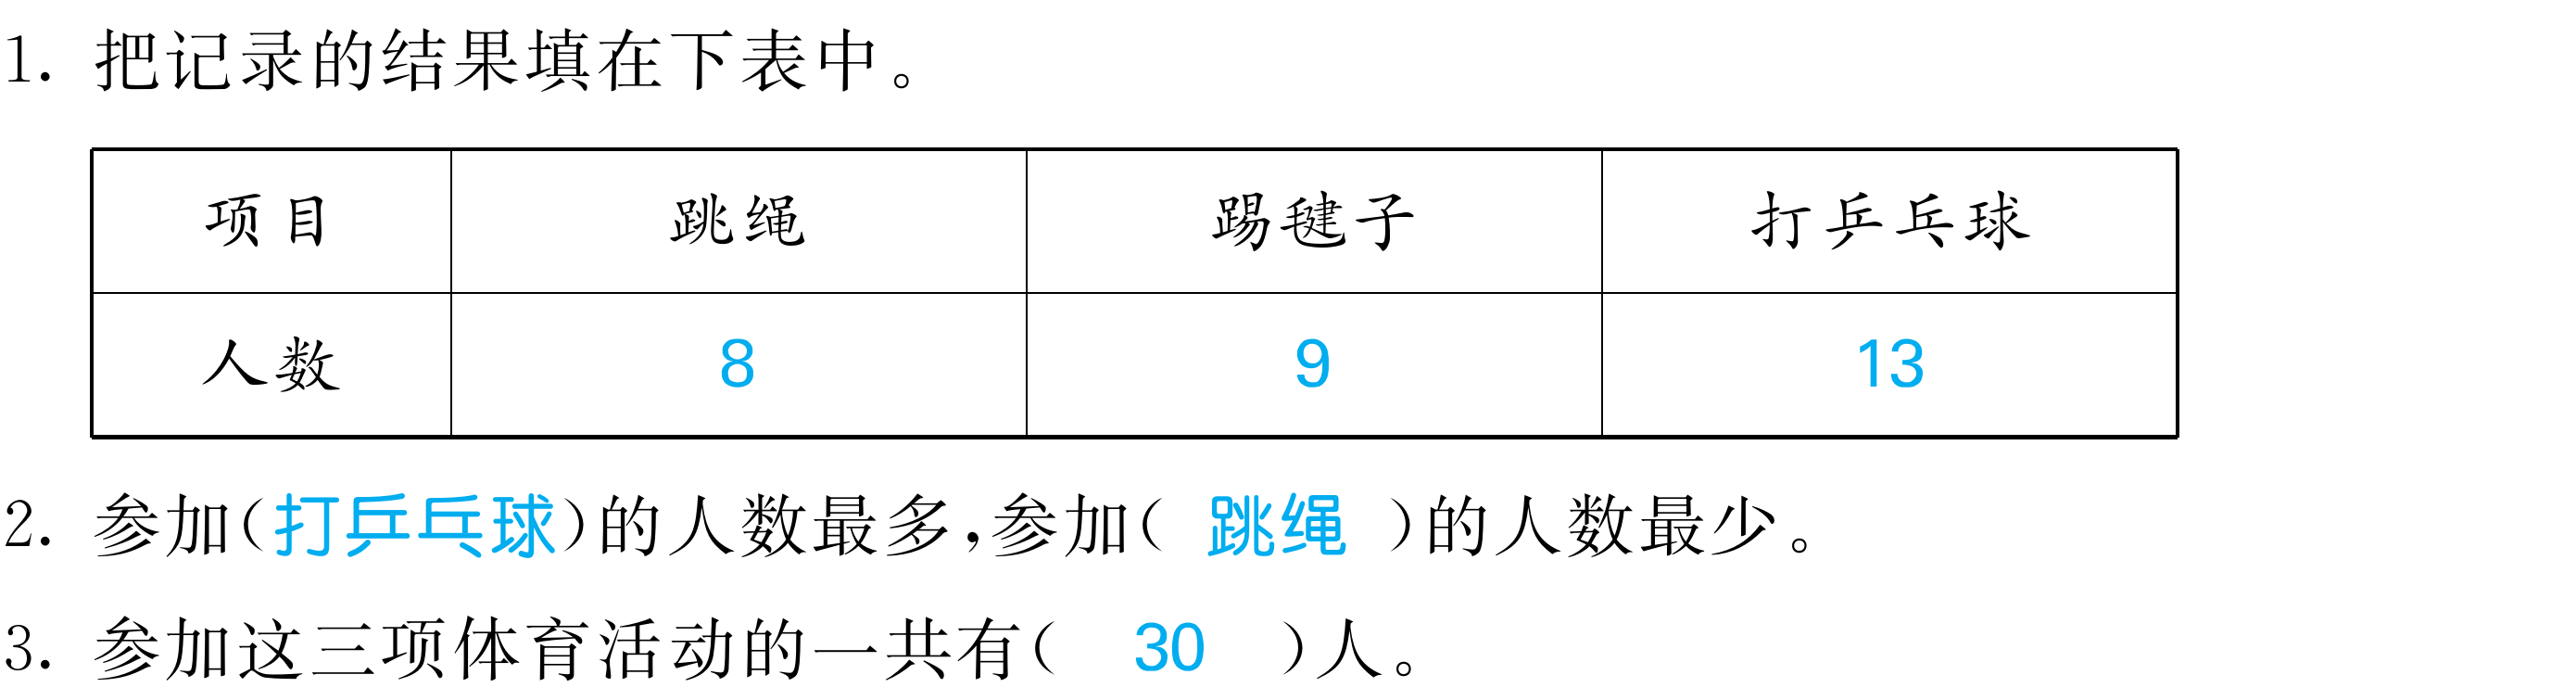 1. 把记录的结果填在下表中。
项目 跳绳 踢毽子 打乒乓球
人数 8 9 13
2. 参加(打乒乓球)的人数最多,参加( 跳绳 )的人数最少。
3. 参加这三项体育活动的一共有( 30 )人。